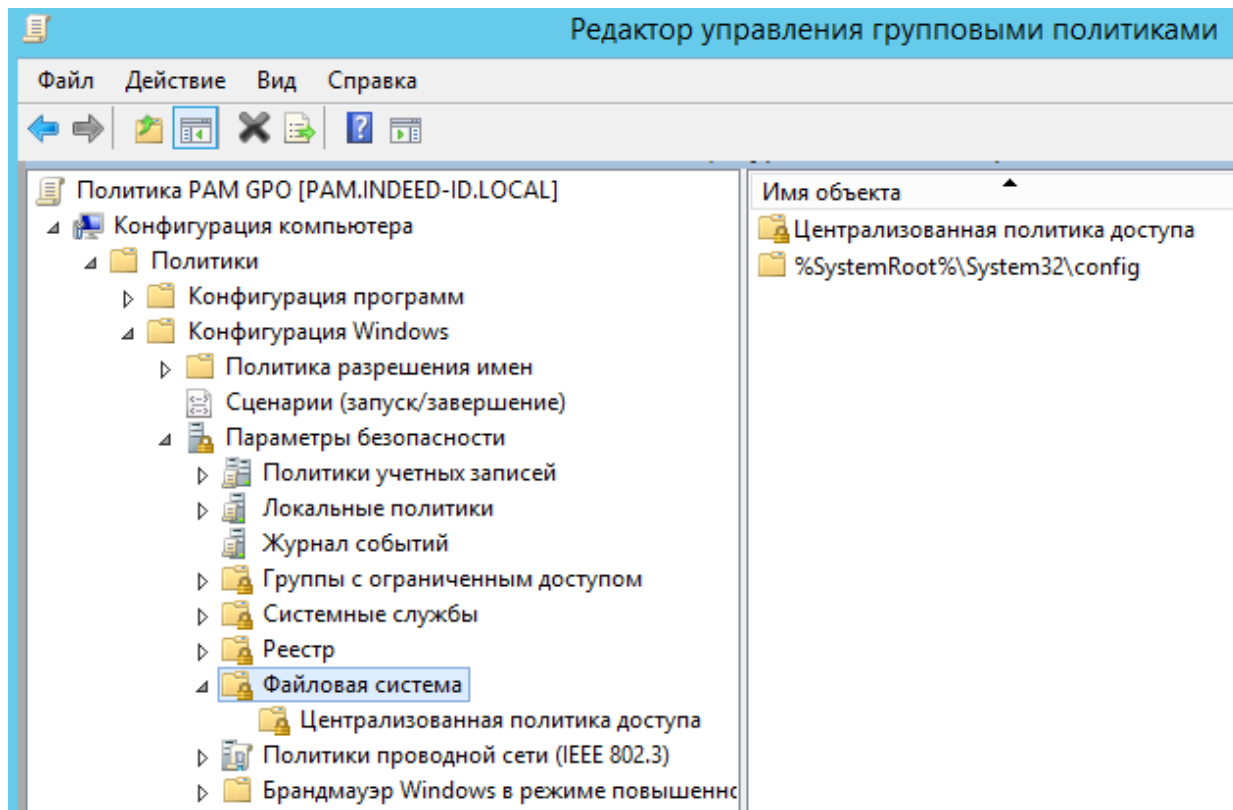 Редактор управления групповыми политиками
Файл Действие Вид Справка
Политика PAM GPO [PAM.INDEED-ID.LOCAL]
Конфигурация компьютера
Политики
Конфигурация программ
Конфигурация Windows
Политика разрешения имен
Сценарии (запуск/завершение)
Параметры безопасности
Политики учетных записей
Локальные политики
Журнал событий
Группы с ограниченным доступом
Системные службы
Реестр
Файловая система
Централизованная политика доступа
Политики проводной сети (IEEE 802.3)
Брандмауэр Windows в режиме повышенно
Имя объекта
Централизованная политика доступа
%SystemRoot%\System32\config